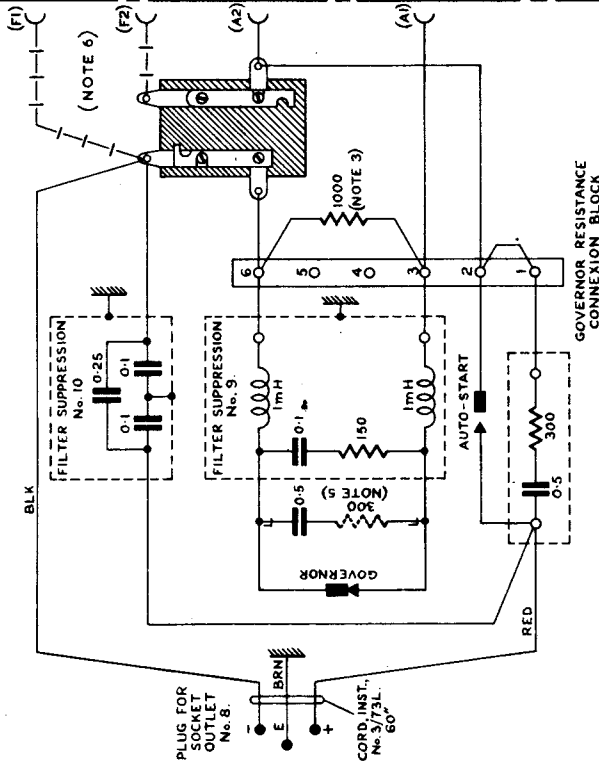 (F1)
(F2)
(A2)
(A1)
(NOTE 6)
BLK
FILTER SUPPRESSION
No. 10
0·25
0·1
0·1
FILTER SUPPRESSION
No. 9.
1mH
1mH
0·1
150
0·5
300
(NOTE 5)
GOVERNOR
1000
(NOTE 3)
6
5
4
3
2
1
AUTO-START
300
0·5
RED
GOVERNOR RESISTANCE
CONNEXION BLOCK
PLUG FOR
SOCKET
OUTLET
No. 8.
BRN
−
E
+
CORD, INST.,
No. 3/73L.
60"